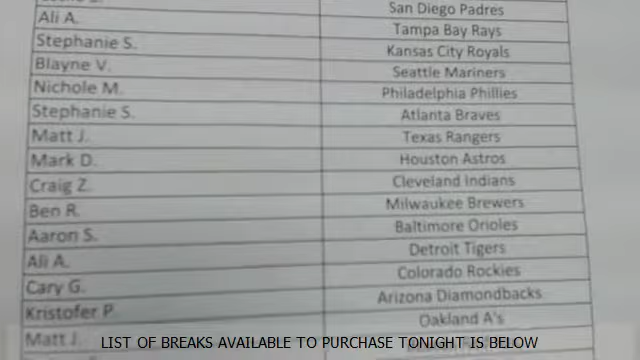 San Diego Padres
Ali A. Tampa Bay Rays
Stephanie S. Kansas City Royals
Blayne V. Seattle Mariners
Nichole M. Philadelphia Phillies
Stephanie S. Atlanta Braves
Matt J. Texas Rangers
Mark D. Houston Astros
Craig Z. Cleveland Indians
Ben R. Milwaukee Brewers
Aaron S. Baltimore Orioles
Ali A. Detroit Tigers
Cary G. Colorado Rockies
Kristofer P. Arizona Diamondbacks
Matt J. Oakland A's
LIST OF BREAKS AVAILABLE TO PURCHASE TONIGHT IS BELOW